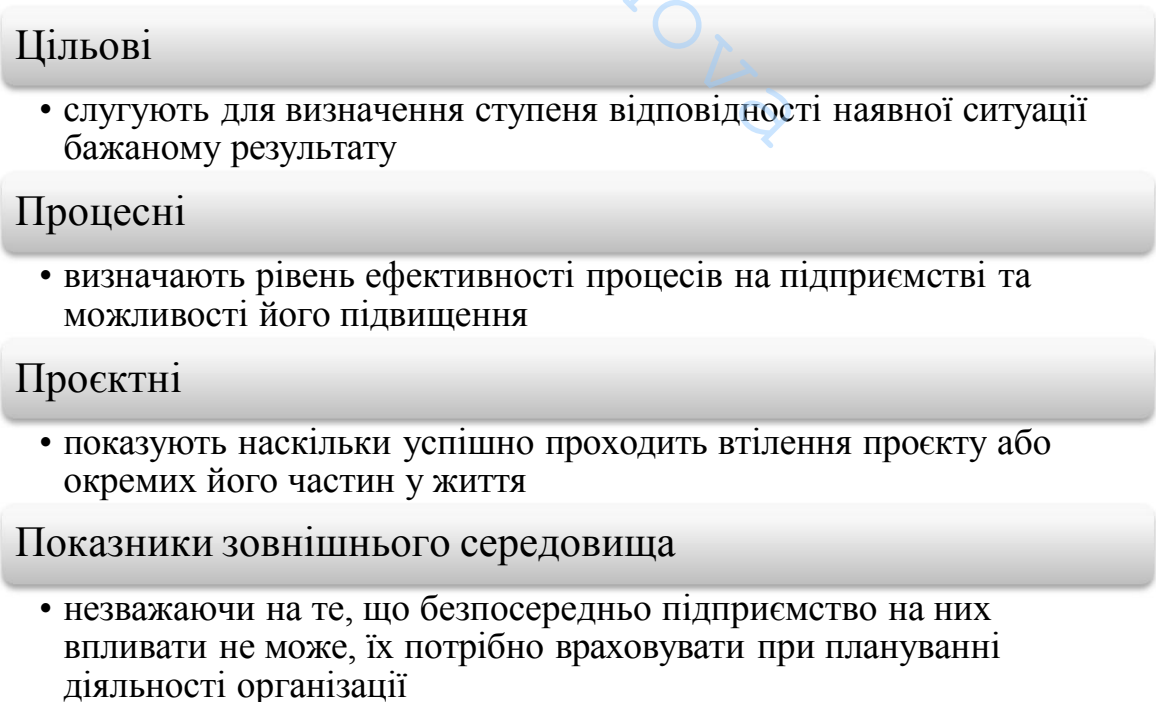 Цільові
• слугують для визначення ступеня відповідності наявної ситуації
бажаному результату
Процесні
• визначають рівень ефективності процесів на підприємстві та
можливості його підвищення
Проєктні
• показують наскільки успішно проходить втілення проєкту або
окремих його частин у життя
Показники зовнішнього середовища
• незважаючи на те, що безпосередньо підприємство на них
впливати не може, їх потрібно враховувати при плануванні
діяльності організації